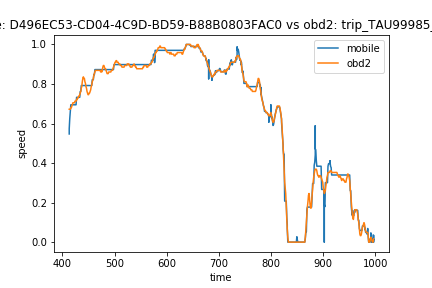 e: D496EC53-CD04-4C9D-BD59-B88B0803FAC0 vs obd2: trip_TAU99985_
mobile
obd2
1.0
0.8
0.6
0.4
0.2
0.0
speed
400 500 600 700 800 900 1000
time